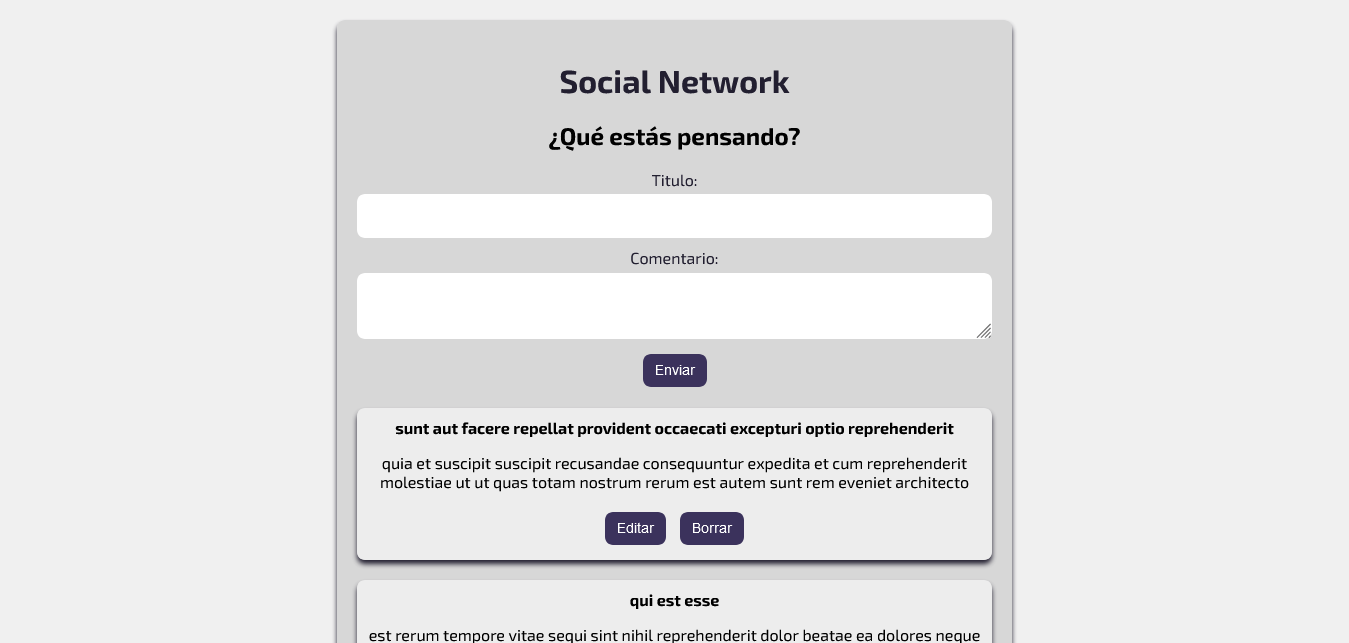 Social Network
¿Qué estás pensando?
Titulo:
Comentario:
Enviar
sunt aut facere repellat provident occaecati excepturi optio reprehenderit
quia et suscipit suscipit recusandae consequuntur expedita et cum reprehenderit
molestiae ut ut quas totam nostrum rerum est autem sunt rem eveniet architecto
Editar Borrar
qui est esse
est rerum tempore vitae sequi sint nihil reprehenderit dolor beatae ea dolores neque